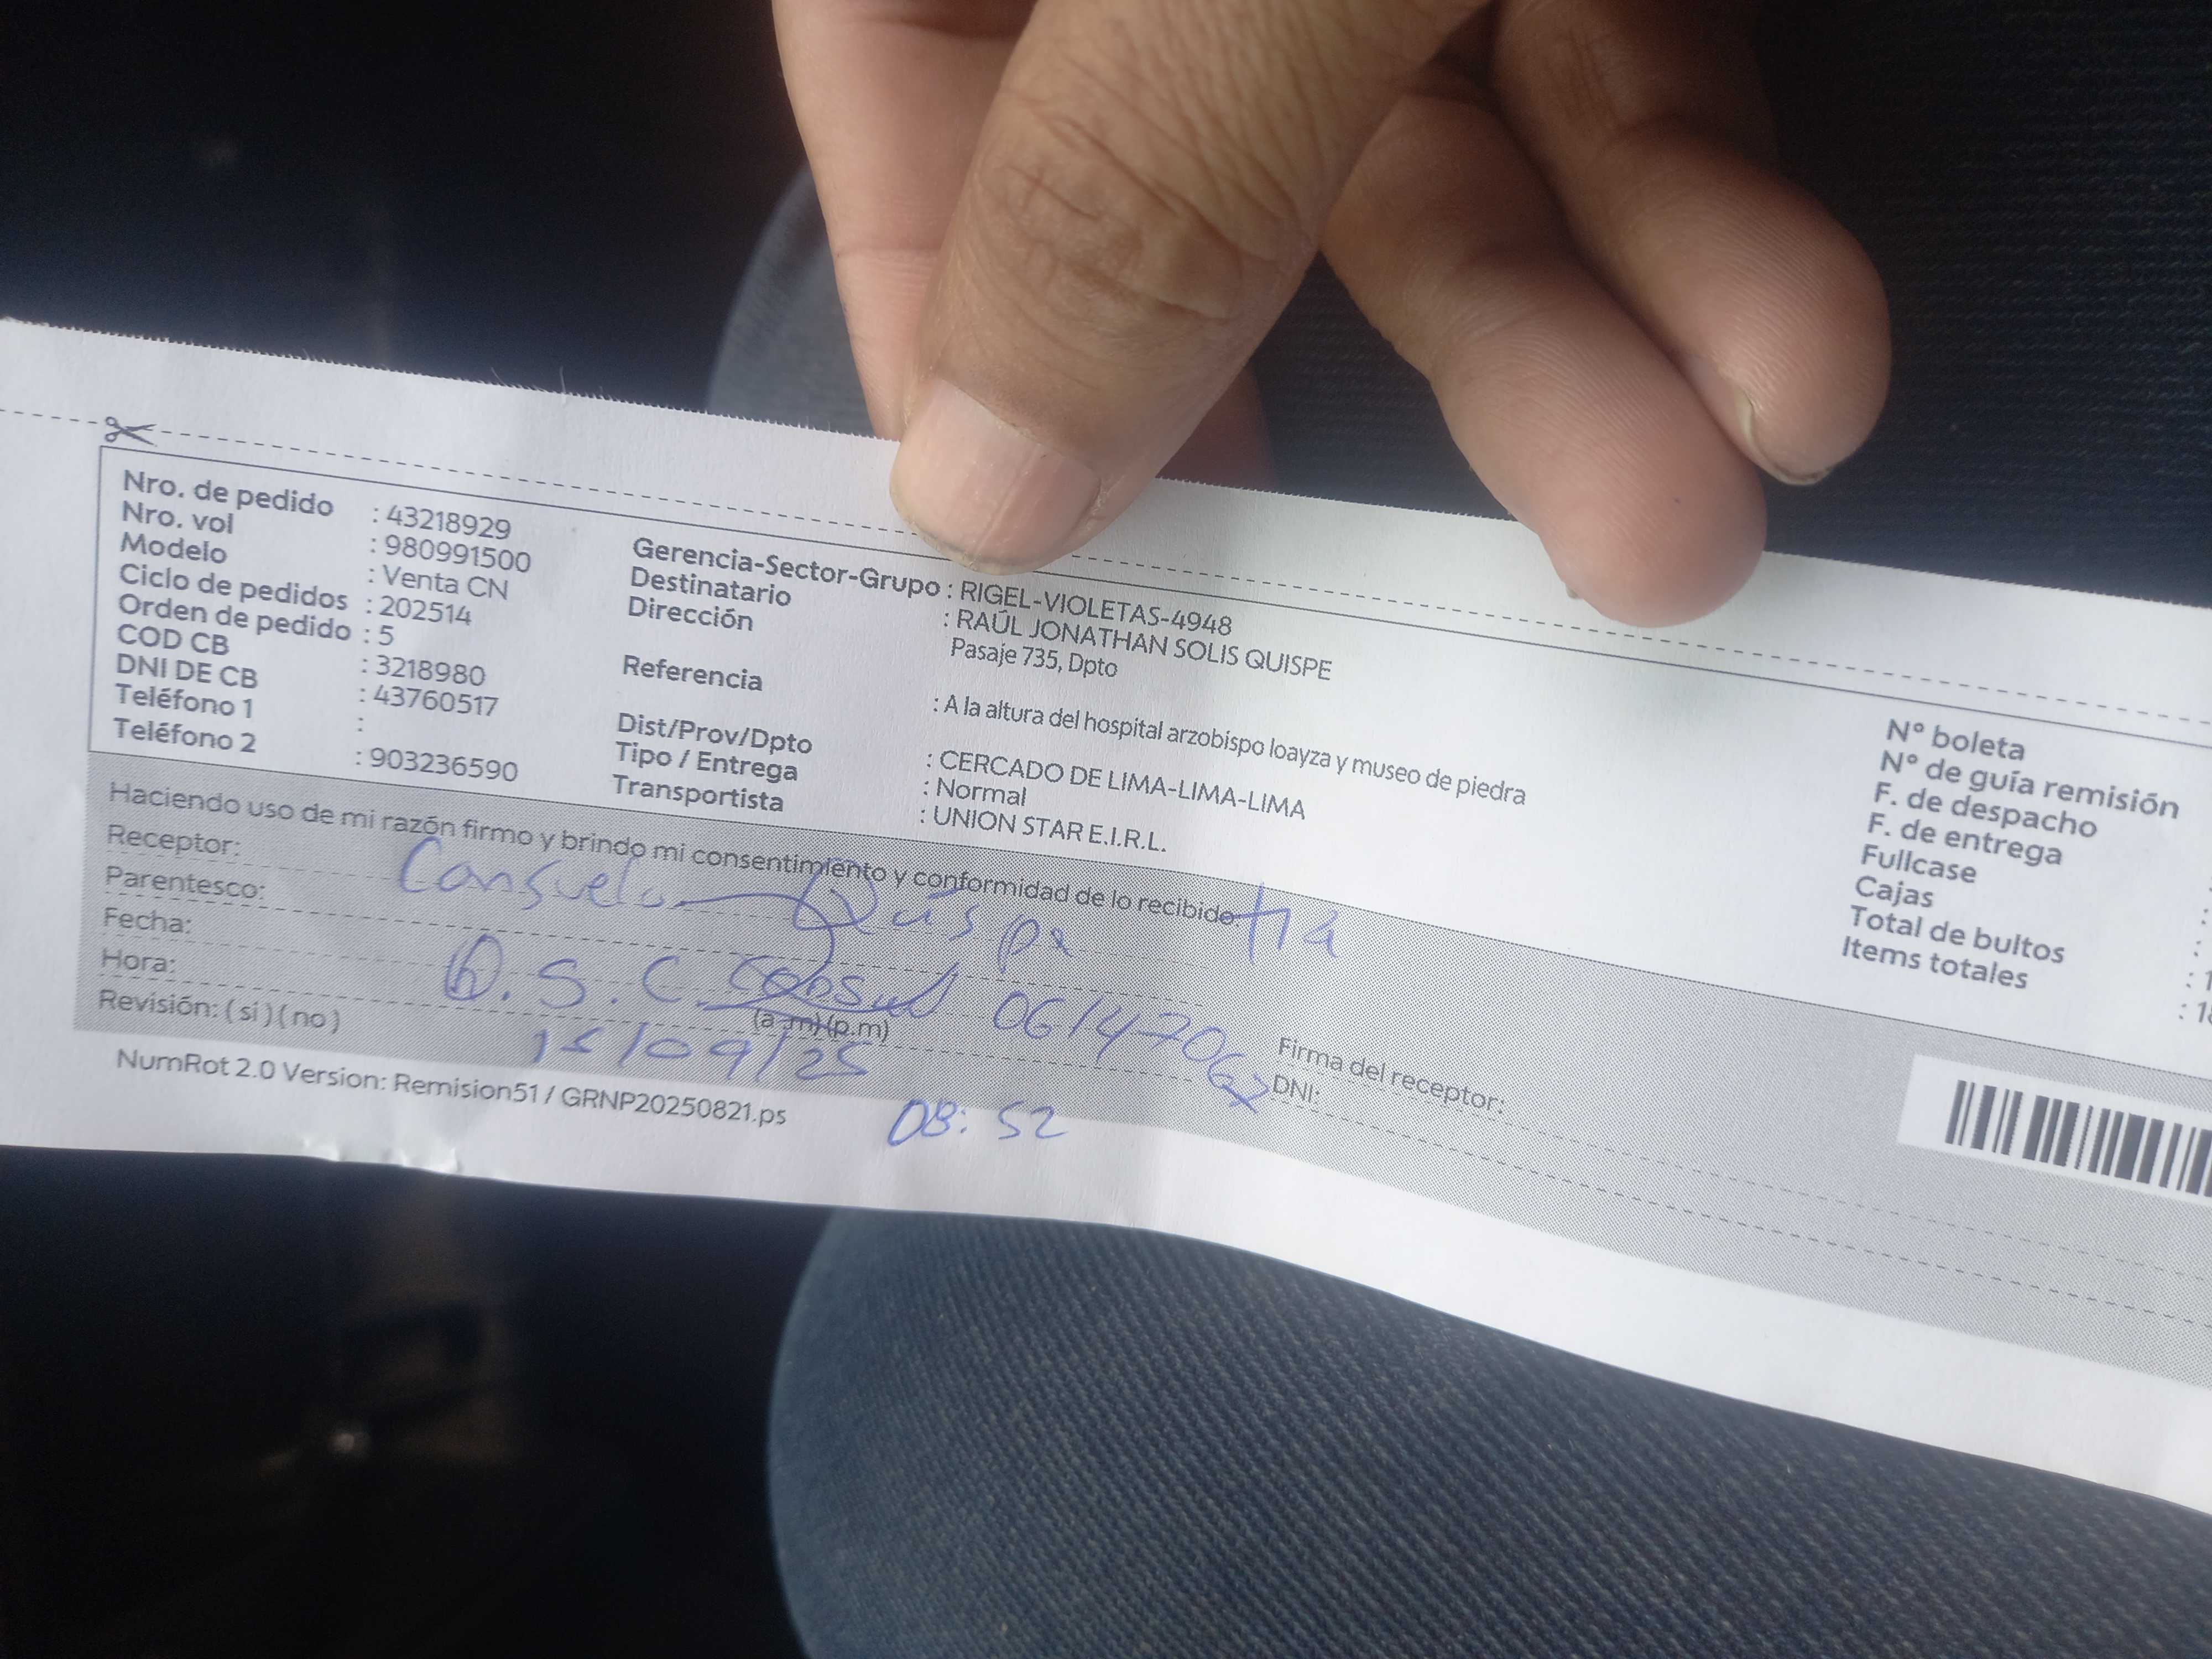 Nro. de pedido : 43218929
Nro. vol : 980991500
Modelo : Venta CN
Ciclo de pedidos : 202514
Orden de pedido : 5
COD CB : 3218980
DNI DE CB : 43760517
Teléfono 1 :
Teléfono 2 : 903236590
Gerencia-Sector-Grupo : RIGEL-VIOLETAS-4948
Destinatario : RAÚL JONATHAN SOLIS QUISPE
Dirección Pasaje 735, Dpto
Referencia : A la altura del hospital arzobispo loayza y museo de piedra
Dist/Prov/Dpto : CERCADO DE LIMA-LIMA-LIMA
Tipo / Entrega : Normal
Transportista : UNION STAR E.I.R.L.
N° boleta
N° de guía remisión
F. de despacho
F. de entrega
Fullcase
Cajas
Total de bultos
Items totales
Haciendo uso de mi razón firmo y brindo mi consentimiento y conformidad de lo recibido.
Receptor: Consuelo Quispe tía
Parentesco:
Fecha: Q. S. C. 06147067
Hora: (a.m)(p.m)
15/09/25
Revisión: ( si ) ( no )
08:52
Firma del receptor:
DNI:
NumRot 2.0 Version: Remision51 / GRNP20250821.ps